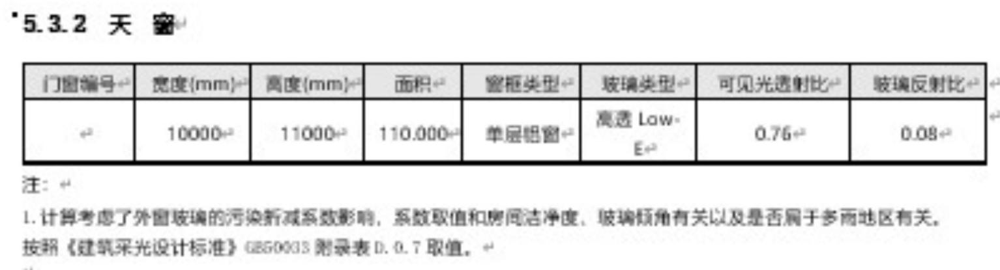 5.3.2 天 窗
门窗编号 宽度(mm) 高度(mm) 面积 窗框类型 玻璃类型 可见光透射比 玻璃反射比
10000 11000 110.000 单层铝窗 高透 Low-E 0.76 0.08
注：
1.计算考虑了外窗玻璃的污染折减系数影响，系数取值和房间洁净度、玻璃倾角有关以及是否属于多雨地区有关。
按照《建筑采光设计标准》GB50033 附录表 D.0.7 取值。